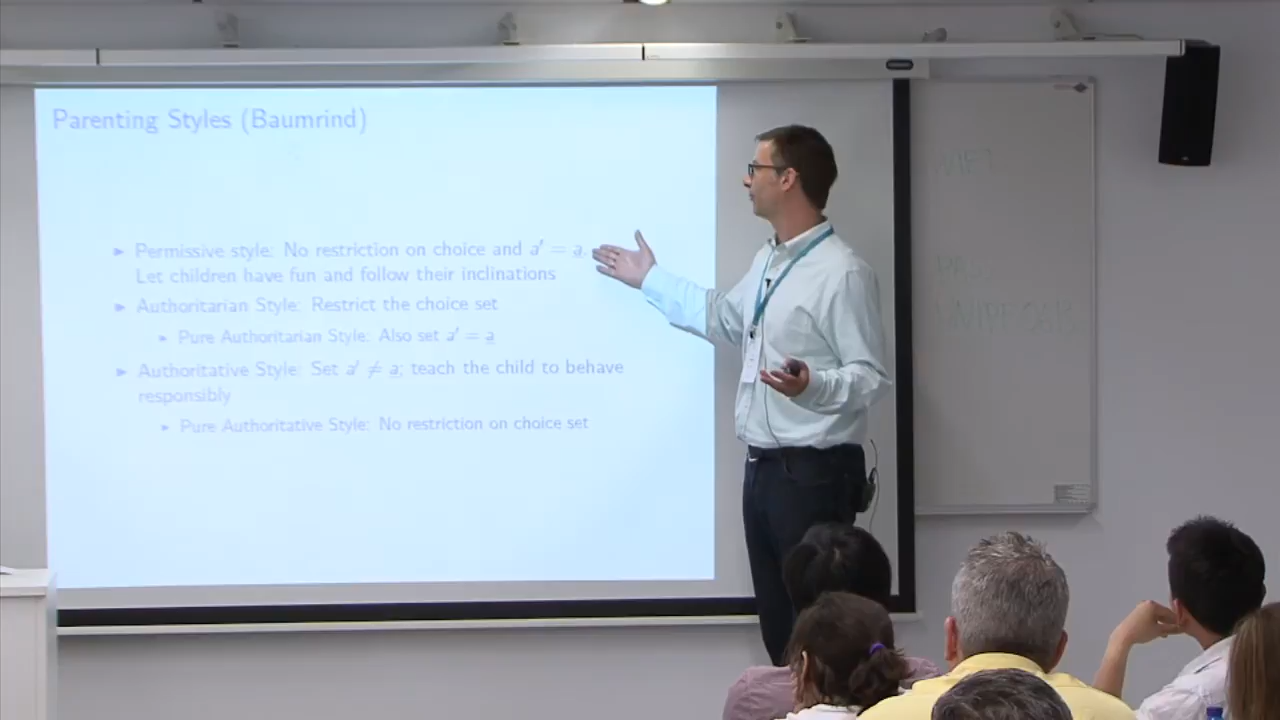 Parenting Styles (Baumrind)
▸ Permissive style: No restriction on choice and a′ = a̲.
Let children have fun and follow their inclinations
▸ Authoritarian Style: Restrict the choice set
▸ Pure Authoritarian Style: Also set a′ = a̲
▸ Authoritative Style: Set a′ ≠ a̲; teach the child to behave
responsibly
▸ Pure Authoritative Style: No restriction on choice set